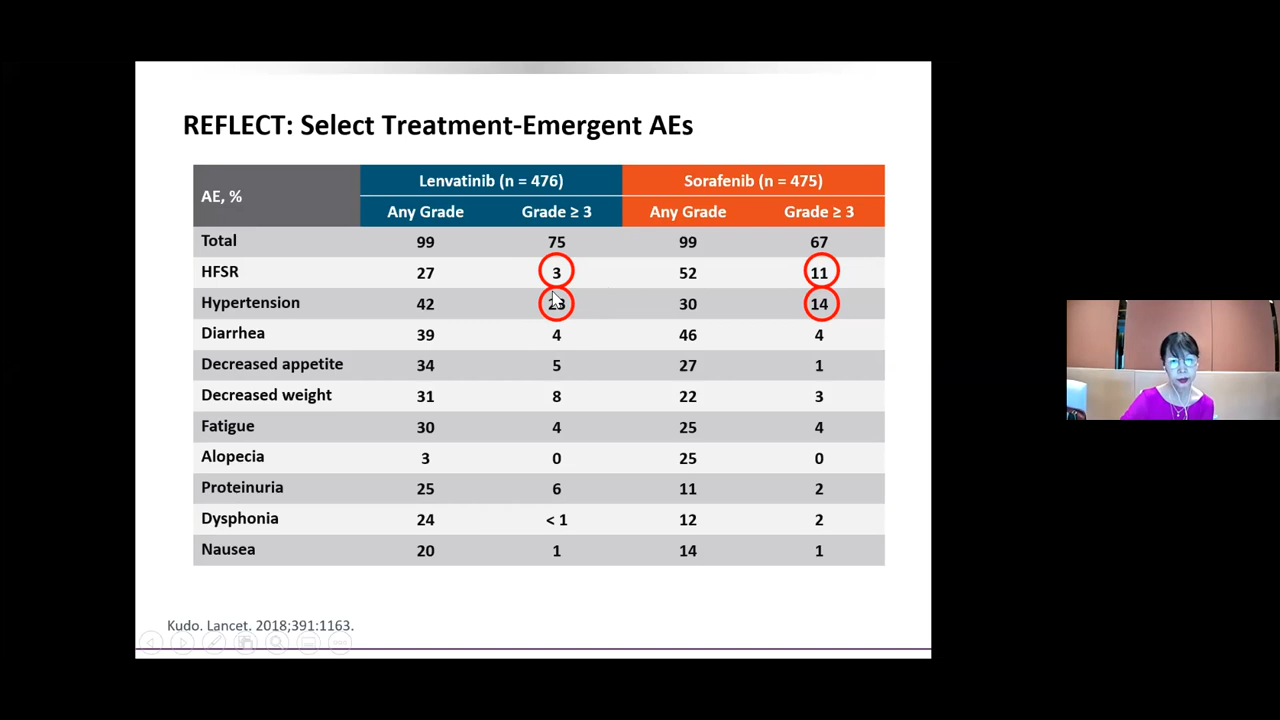 REFLECT: Select Treatment-Emergent AEs
AE, % Lenvatinib (n = 476) Sorafenib (n = 475)
Any Grade Grade ≥ 3 Any Grade Grade ≥ 3
Total 99 75 99 67
HFSR 27 3 52 11
Hypertension 42 23 30 14
Diarrhea 39 4 46 4
Decreased appetite 34 5 27 1
Decreased weight 31 8 22 3
Fatigue 30 4 25 4
Alopecia 3 0 25 0
Proteinuria 25 6 11 2
Dysphonia 24 < 1 12 2
Nausea 20 1 14 1
Kudo. Lancet. 2018;391:1163.